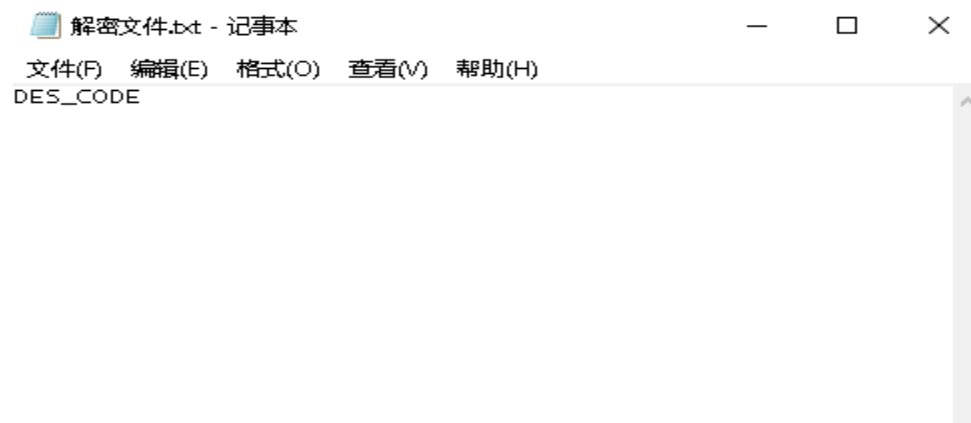 解密文件.txt - 记事本
文件(F) 编辑(E) 格式(O) 查看(V) 帮助(H)
DES_CODE